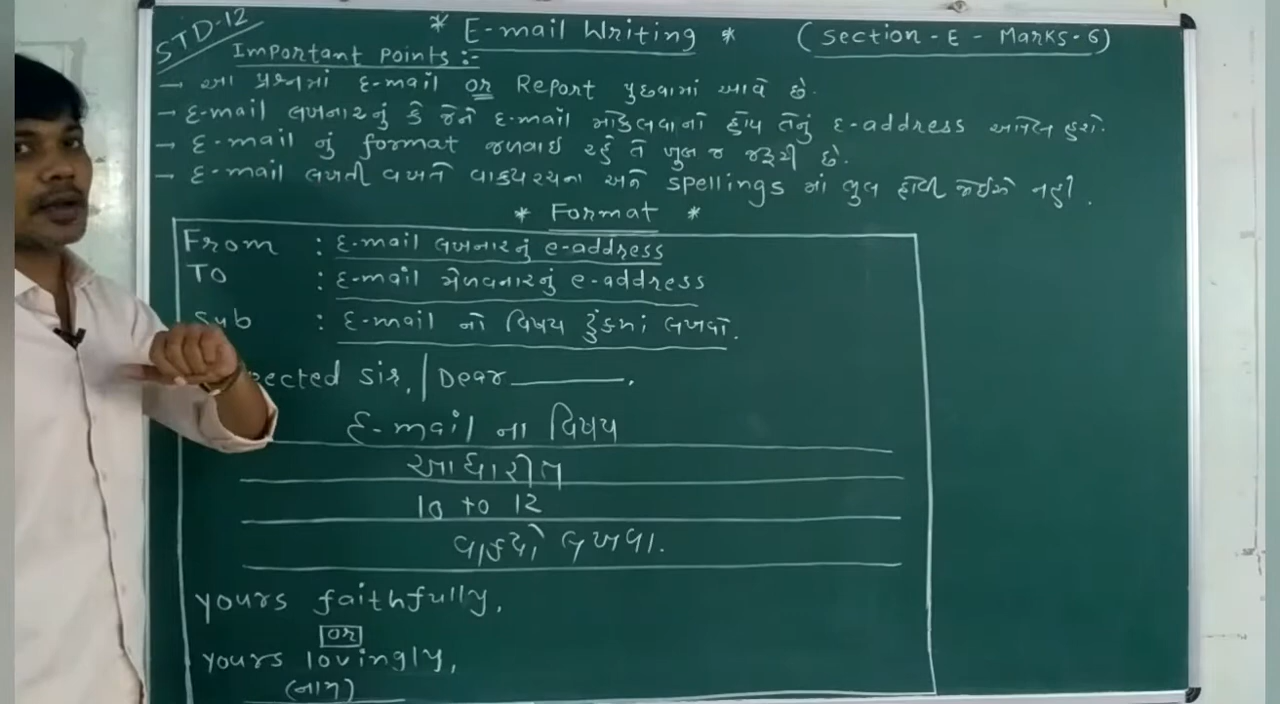 STD-12
* E-mail Writing * (Section - E - Marks - 6)
Important Points :-
→ આ પ્રશ્નમાં E-mail or Report પુછવામાં આવે છે.
→ E-mail લખનારનું કે જેને E-mail મોકલવાનો હોય તેનું e-address આપેલ હશે.
→ E-mail નું format જળવાઇ રહે તે ખુબ જ જરૂરી છે.
→ E-mail લખતી વખતે વાક્યરચના અને spellings માં ભુલ હોવી જોઈએ નહી.
* Format *
From : E-mail લખનારનું e-address
To : E-mail મેળવનારનું e-address
Sub : E-mail નો વિષય ટુંકમાં લખવો.
pected Sir, / Dear ______.
E-mail ના વિષય
આધારીત
10 to 12
વાક્યો લખવા.
Yours faithfully,
or
Yours lovingly,
(નામ)